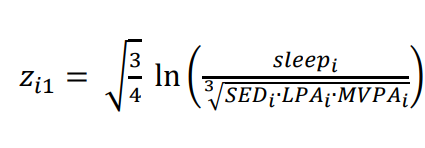 z_{i1} = \sqrt{\frac{3}{4}} \ln \left( \frac{sleep_i}{\sqrt[3]{SED_i \cdot LPA_i \cdot MVPA_i}} \right)